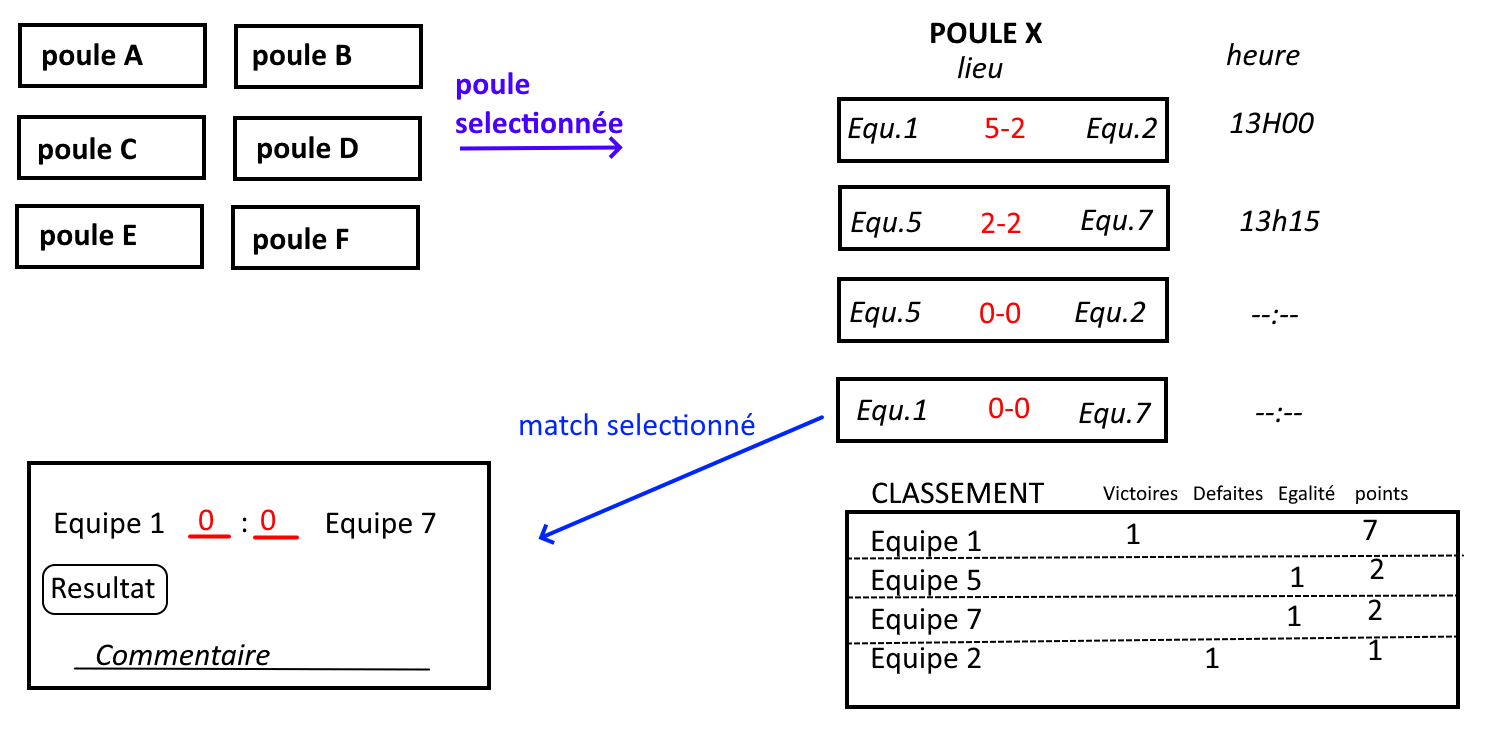 poule A
poule B
poule C
poule D
poule E
poule F
poule
selectionnée
POULE X
lieu
heure
Equ.1 5-2 Equ.2 13H00
Equ.5 2-2 Equ.7 13h15
Equ.5 0-0 Equ.2 --:--
Equ.1 0-0 Equ.7 --:--
match selectionné
Equipe 1 0 : 0 Equipe 7
Resultat
Commentaire
CLASSEMENT Victoires Defaites Egalité points
Equipe 1 1 7
Equipe 5 1 2
Equipe 7 1 2
Equipe 2 1 1